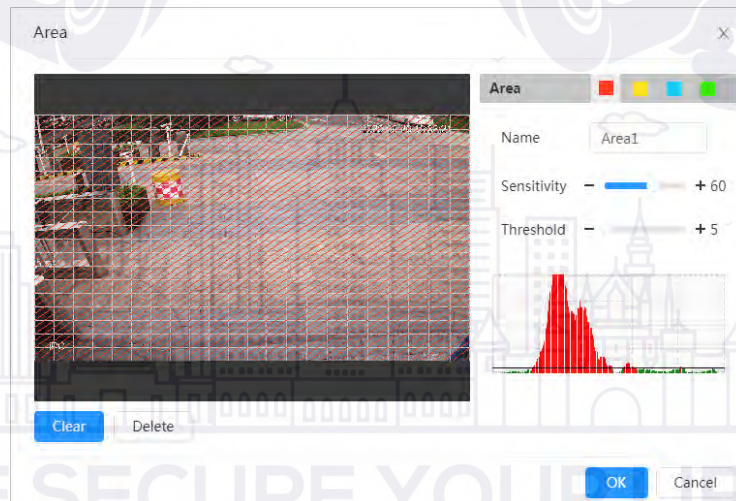 Area
Area
Name
Area1
Sensitivity
60
Threshold
5
Clear
Delete
OK
Cancel
SECURE YOUR